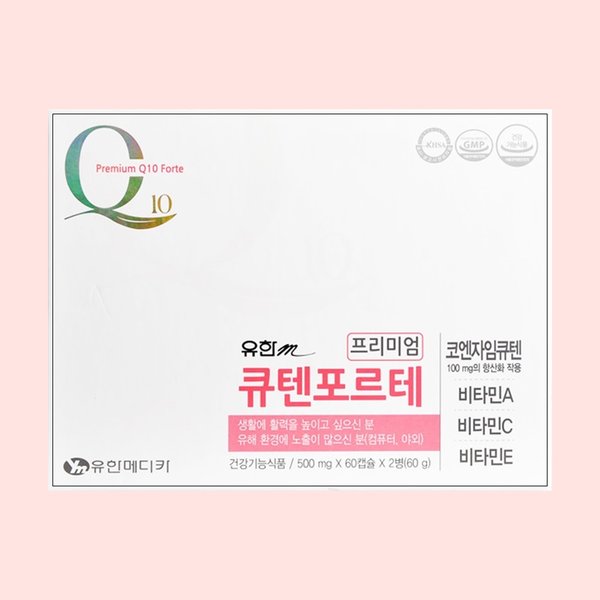 Premium Q10 Forte
Q10
KHSA
GMP
건강
기능식품
유한m
프리미엄
큐텐포르테
생활에 활력을 높이고 싶으신 분
유해 환경에 노출이 많으신 분(컴퓨터, 야외)
건강기능식품 / 500 mg X 60캡슐 X 2병(60 g)
코엔자임큐텐
100 mg의 항산화 작용
비타민A
비타민C
비타민E
유한메디카